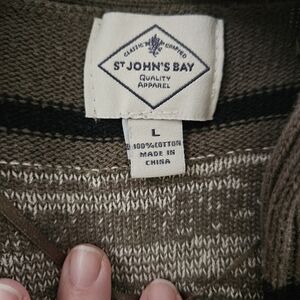 CLASSIC CRAFTED
ST JOHN'S BAY
QUALITY
APPAREL
L
100% COTTON
MADE IN
CHINA